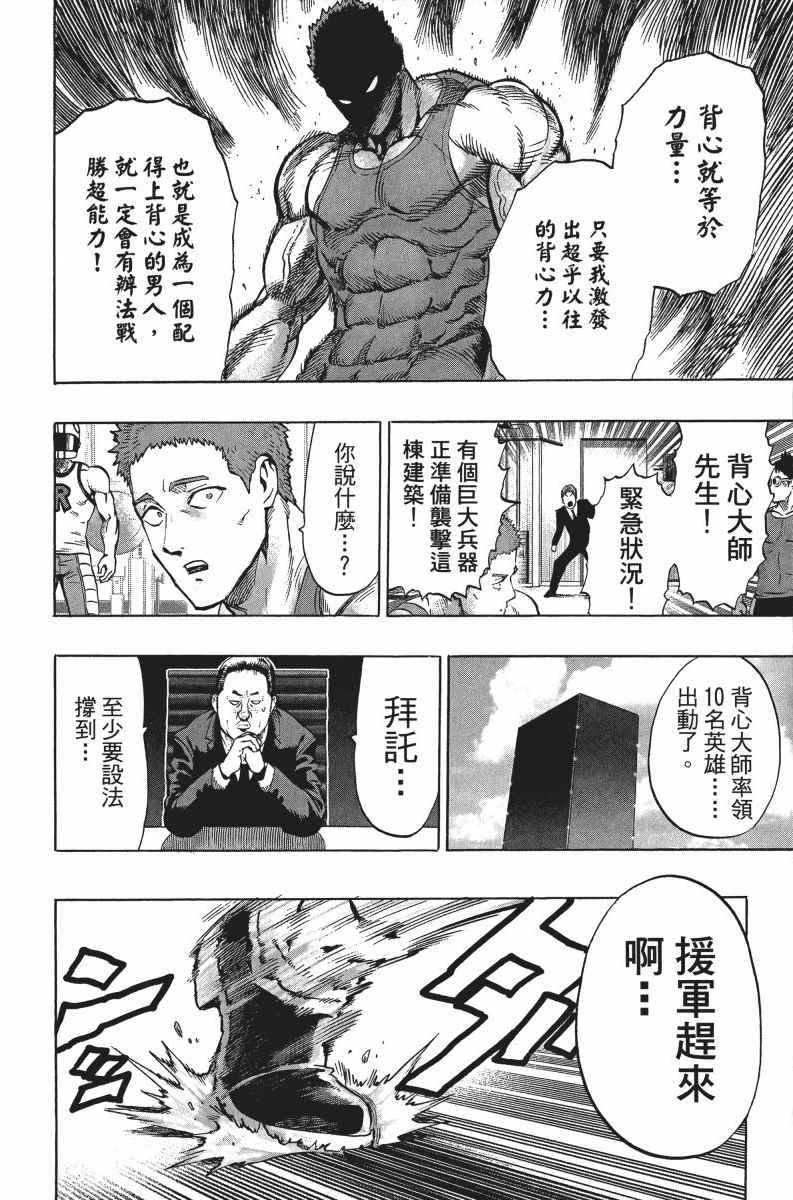 背心就等於
力量…
只要我激發
出超乎以往
的背心力…
也就是成為一個配
得上背心的男人，
就一定會有辦法戰
勝超能力！
背心大師
先生！
緊急狀況！
有個巨大兵器
正準備襲擊這
棟建築！
你說什麼…？
R
背心大師率領
10名英雄……
出動了。
拜託…
至少要設法
撐到…
援軍趕來
啊…
ダンッ